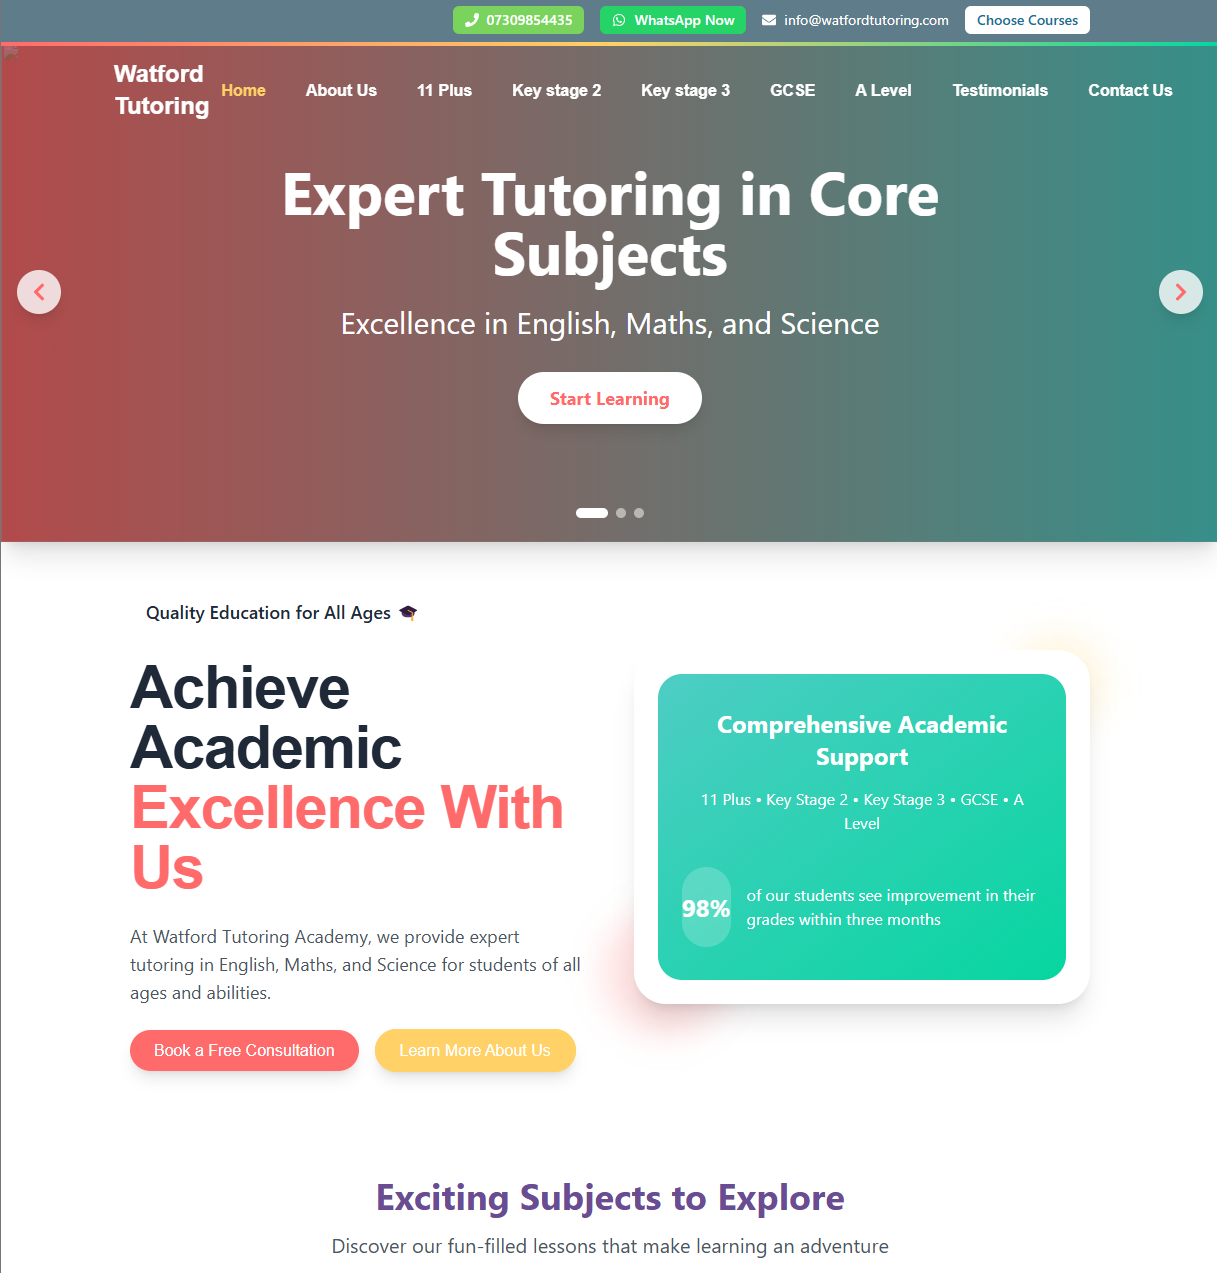 07309854435 WhatsApp Now info@watfordtutoring.com Choose Courses
Watford
Tutoring
Home About Us 11 Plus Key stage 2 Key stage 3 GCSE A Level Testimonials Contact Us
Expert Tutoring in Core
Subjects
Excellence in English, Maths, and Science
Start Learning
Quality Education for All Ages 🎓
Achieve
Academic
Excellence With
Us
At Watford Tutoring Academy, we provide expert
tutoring in English, Maths, and Science for students of all
ages and abilities.
Book a Free Consultation Learn More About Us
Comprehensive Academic
Support
11 Plus • Key Stage 2 • Key Stage 3 • GCSE • A
Level
98%
of our students see improvement in their
grades within three months
Exciting Subjects to Explore
Discover our fun-filled lessons that make learning an adventure